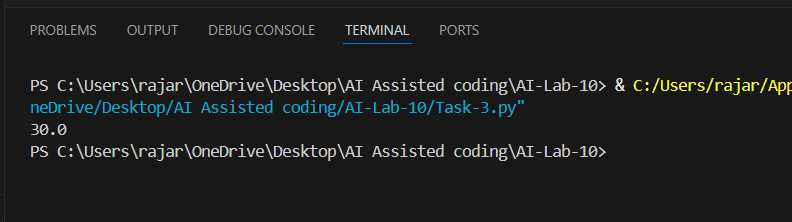 PROBLEMS OUTPUT DEBUG CONSOLE TERMINAL PORTS
PS C:\Users\rajar\OneDrive\Desktop\AI Assisted coding\AI-Lab-10> & C:/Users/rajar/App
neDrive/Desktop/AI Assisted coding/AI-Lab-10/Task-3.py"
30.0
PS C:\Users\rajar\OneDrive\Desktop\AI Assisted coding\AI-Lab-10>